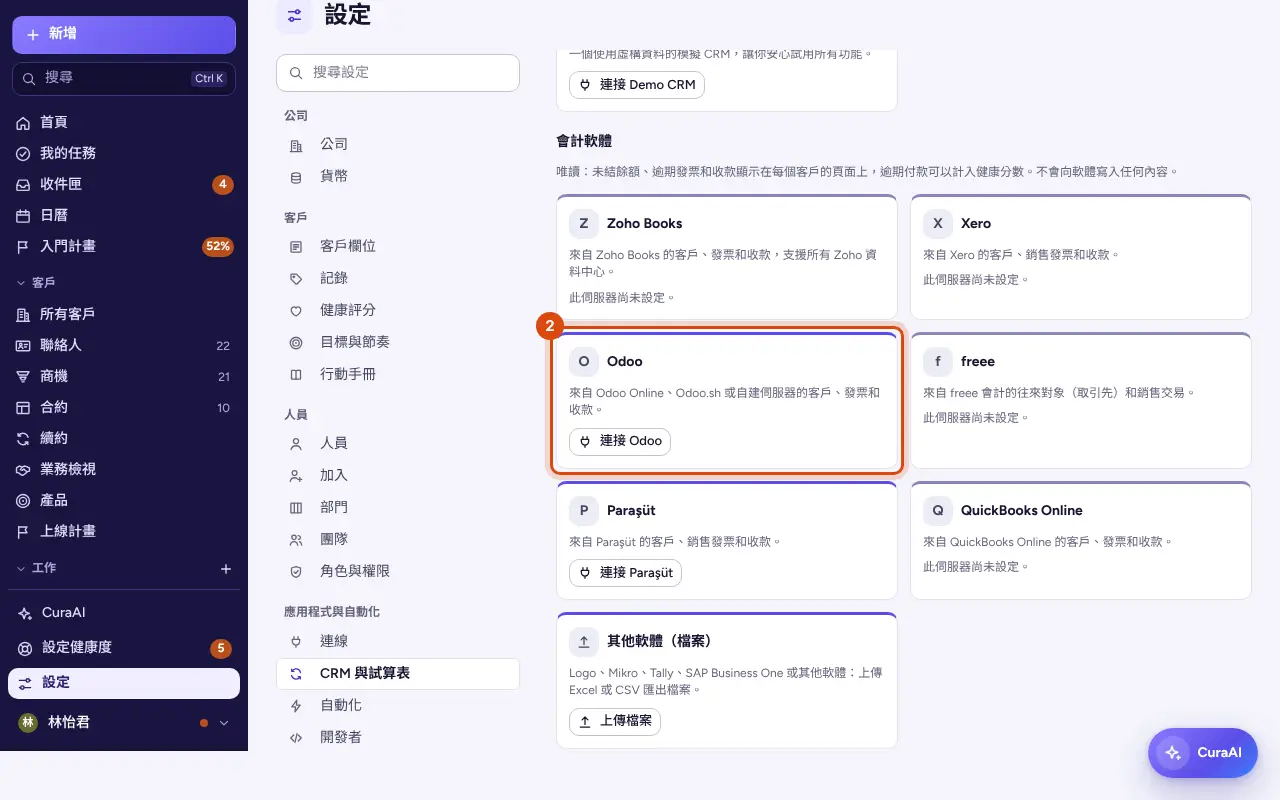 新增
搜尋
Ctrl K
首頁
我的任務
收件匣
4
日曆
入門計畫
52%
客戶
所有客戶
聯絡人
22
商機
21
合約
10
續約
業務檢視
產品
上線計畫
工作
CuraAI
設定健康度
5
設定
林
林怡君
設定
搜尋設定
公司
公司
貨幣
客戶
客戶欄位
記錄
健康評分
目標與節奏
行動手冊
人員
人員
加入
部門
團隊
角色與權限
應用程式與自動化
連線
CRM 與試算表
自動化
開發者
一個使用虛構資料的模擬 CRM，讓你安心試用所有功能。
連接 Demo CRM
會計軟體
唯讀：未結餘額、逾期發票和收款顯示在每個客戶的頁面上，逾期付款可以計入健康分數。不會向軟體寫入任何內容。
Z
Zoho Books
來自 Zoho Books 的客戶、發票和收款，支援所有 Zoho 資
料中心。
此伺服器尚未設定。
X
Xero
來自 Xero 的客戶、銷售發票和收款。
此伺服器尚未設定。
2
O
Odoo
來自 Odoo Online、Odoo.sh 或自建伺服器的客戶、發票和
收款。
連接 Odoo
f
freee
來自 freee 會計的往來對象（取引先）和銷售交易。
此伺服器尚未設定。
P
Paraşüt
來自 Paraşüt 的客戶、銷售發票和收款。
連接 Paraşüt
Q
QuickBooks Online
來自 QuickBooks Online 的客戶、發票和收款。
此伺服器尚未設定。
其他軟體（檔案）
Logo、Mikro、Tally、SAP Business One 或其他軟體：上傳
Excel 或 CSV 匯出檔案。
上傳檔案
CuraAI